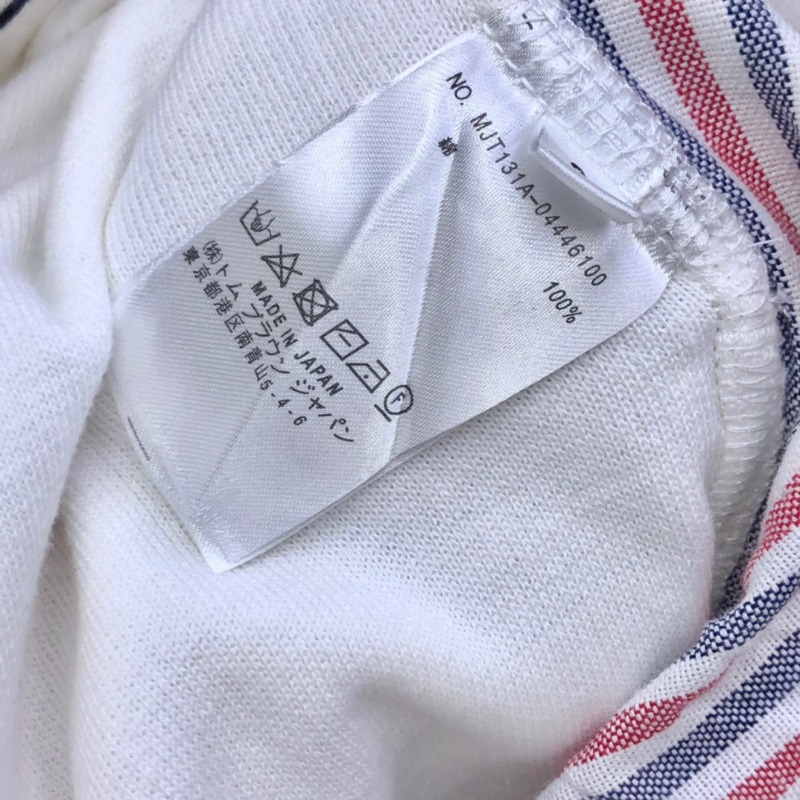 NO. MJT131A-04446100
綿 100%
F
MADE IN JAPAN
(株)トム ブラウン ジャパン
東京都港区南青山5-4-6